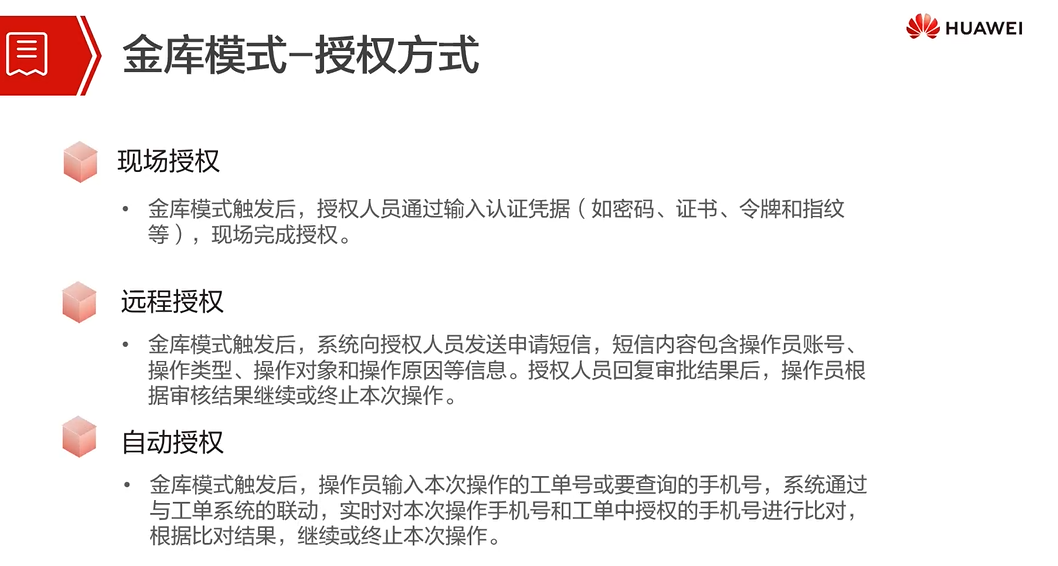 金库模式-授权方式
HUAWEI
现场授权
• 金库模式触发后，授权人员通过输入认证凭据（如密码、证书、令牌和指纹
等），现场完成授权。
远程授权
• 金库模式触发后，系统向授权人员发送申请短信，短信内容包含操作员账号、
操作类型、操作对象和操作原因等信息。授权人员回复审批结果后，操作员根
据审核结果继续或终止本次操作。
自动授权
• 金库模式触发后，操作员输入本次操作的工单号或要查询的手机号，系统通过
与工单系统的联动，实时对本次操作手机号和工单中授权的手机号进行比对，
根据比对结果，继续或终止本次操作。